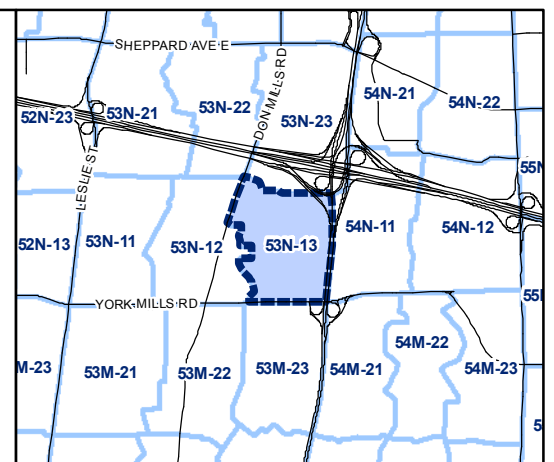 SHEPPARD AVE E
DON MILLS RD
LESLIE ST
YORK MILLS RD
52N-23
53N-21
53N-22
53N-23
54N-21
54N-22
55N
52N-13
53N-11
53N-12
53N-13
54N-11
54N-12
M-23
53M-21
53M-22
53M-23
54M-21
54M-22
54M-23